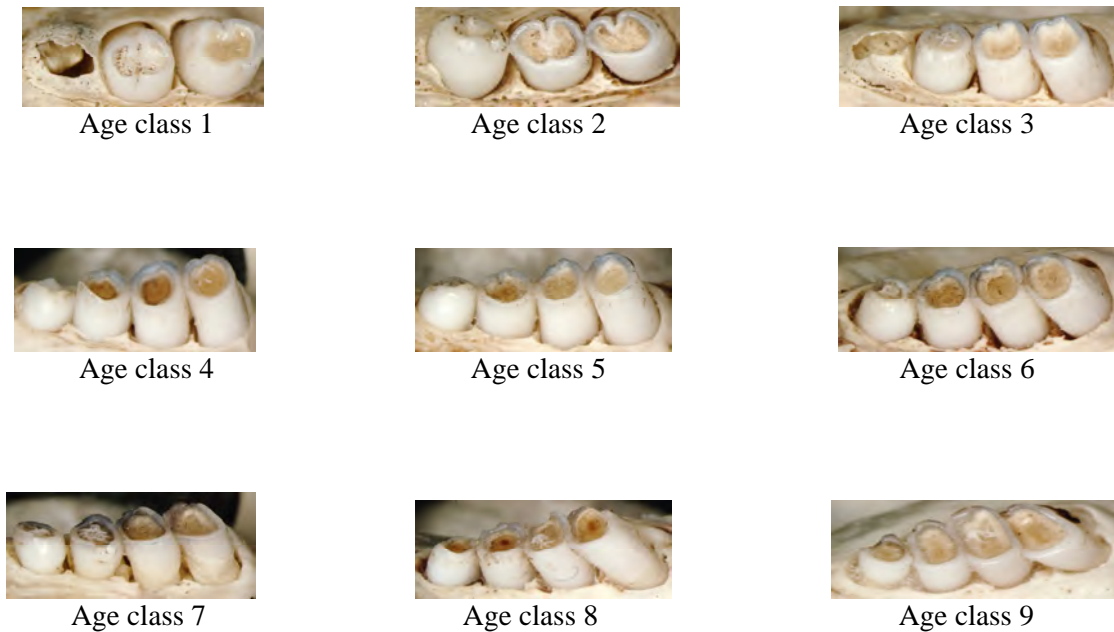 Age class 1
Age class 2
Age class 3
Age class 4
Age class 5
Age class 6
Age class 7
Age class 8
Age class 9